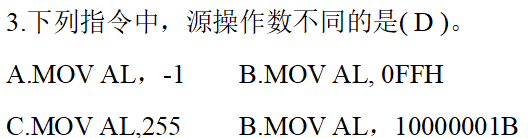 3.下列指令中，源操作数不同的是( D )。
A.MOV AL，-1 B.MOV AL, 0FFH
C.MOV AL,255 B.MOV AL，10000001B